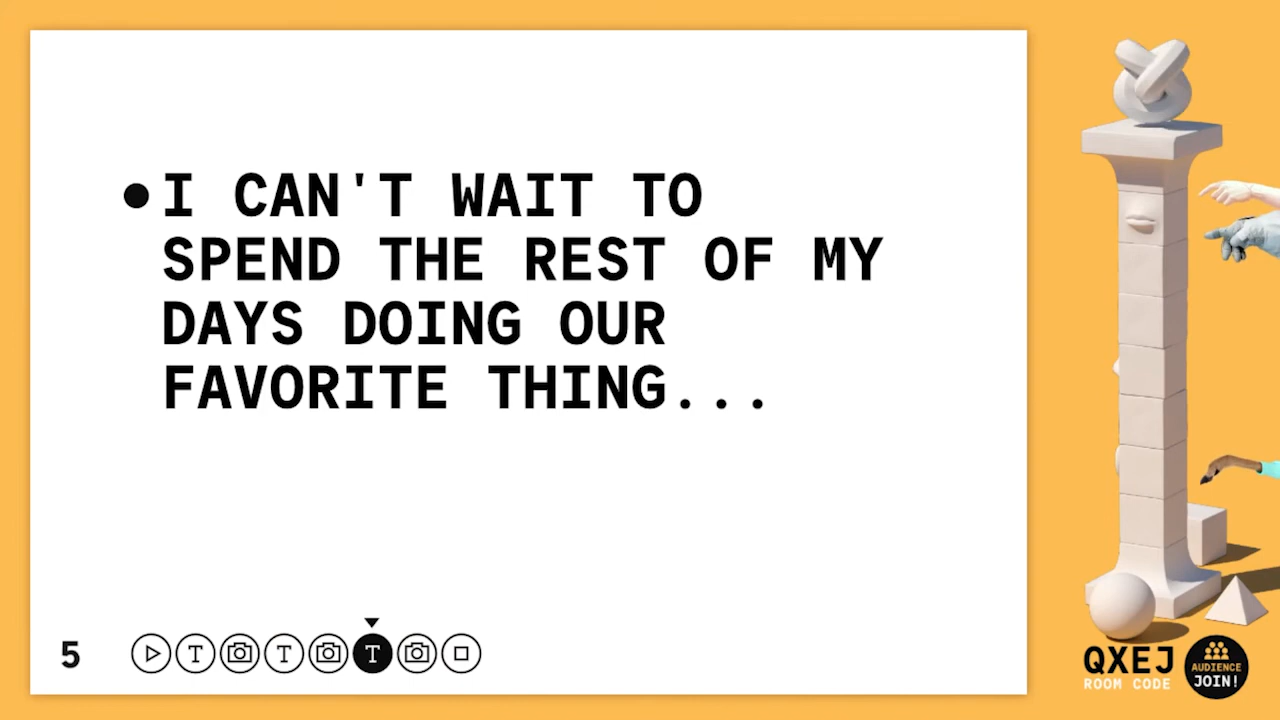 I CAN'T WAIT TO
SPEND THE REST OF MY
DAYS DOING OUR
FAVORITE THING...
5
T
T
T
QXEJ
ROOM CODE
AUDIENCE
JOIN!